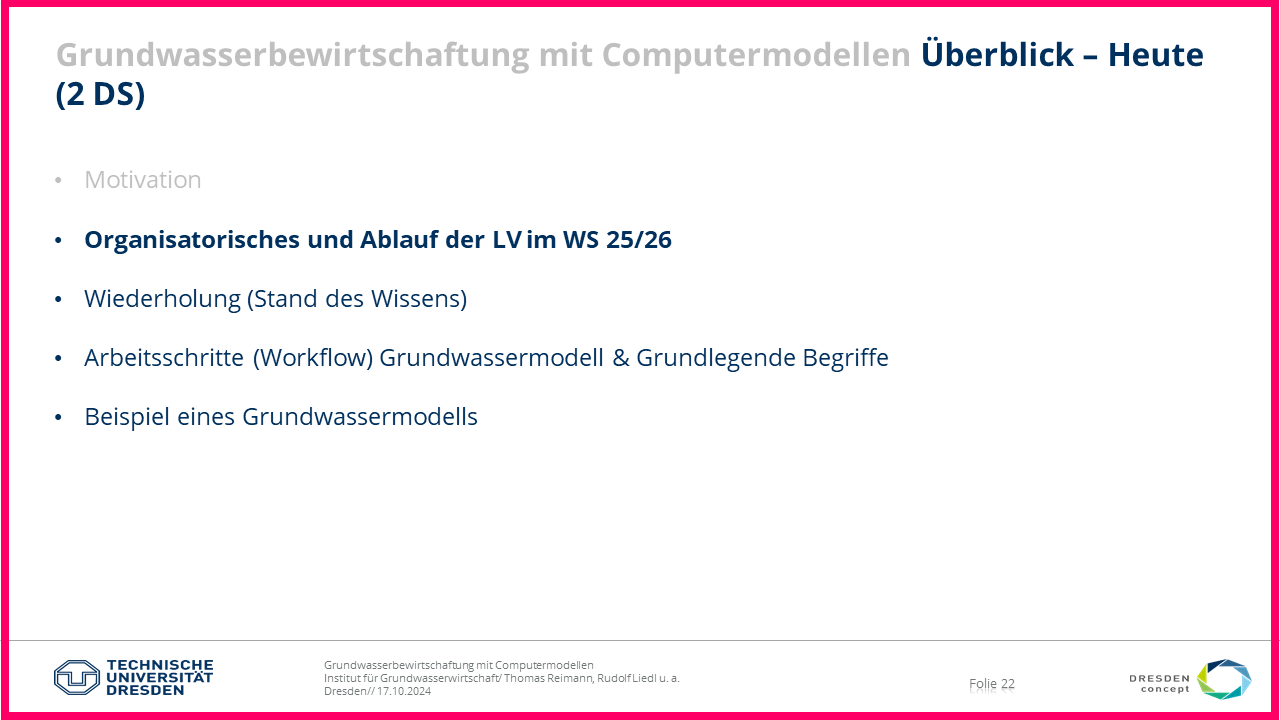 Grundwasserbewirtschaftung mit Computermodellen Überblick – Heute
(2 DS)
• Motivation
• Organisatorisches und Ablauf der LV im WS 25/26
• Wiederholung (Stand des Wissens)
• Arbeitsschritte (Workflow) Grundwassermodell & Grundlegende Begriffe
• Beispiel eines Grundwassermodells
TECHNISCHE
UNIVERSITÄT
DRESDEN
Grundwasserbewirtschaftung mit Computermodellen
Institut für Grundwasserwirtschaft/ Thomas Reimann, Rudolf Liedl u. a.
Dresden// 17.10.2024
Folie 22
DRESDEN
concept